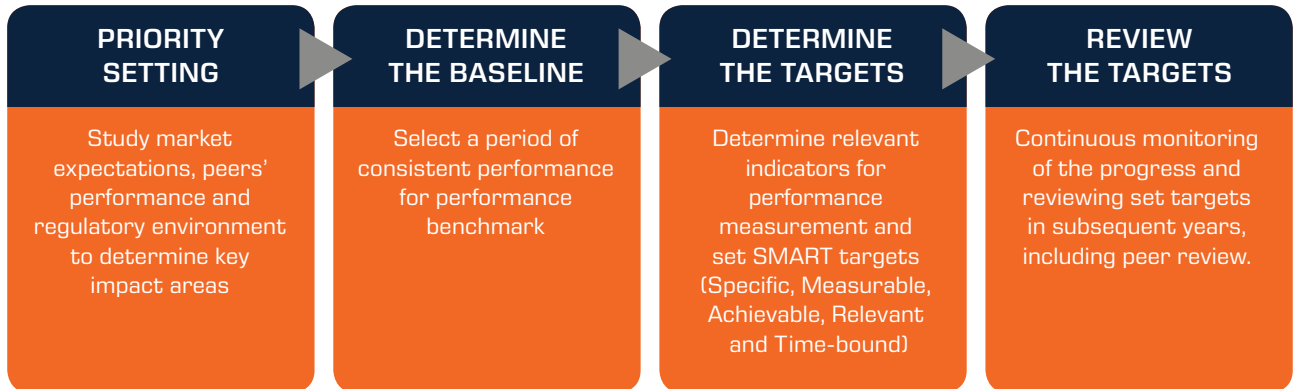 PRIORITY
SETTING
Study market
expectations, peers'
performance and
regulatory environment
to determine key
impact areas
DETERMINE
THE BASELINE
Select a period of
consistent performance
for performance
benchmark
DETERMINE
THE TARGETS
Determine relevant
indicators for
performance
measurement and
set SMART targets
(Specific, Measurable,
Achievable, Relevant
and Time-bound)
REVIEW
THE TARGETS
Continuous monitoring
of the progress and
reviewing set targets
in subsequent years,
including peer review.